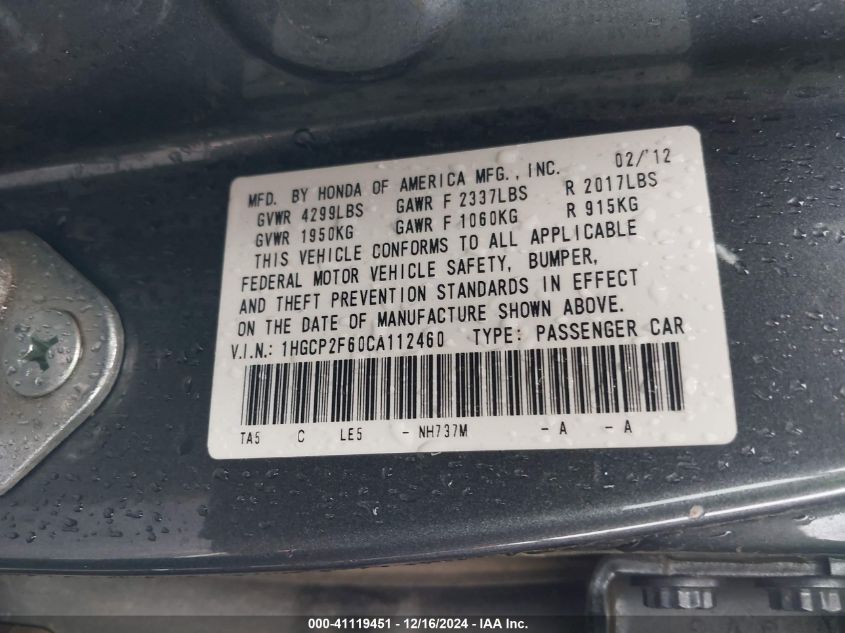 MFD. BY HONDA OF AMERICA MFG., INC. 02/'12
GVWR 4299LBS GAWR F 2337LBS R 2017LBS
GVWR 1950KG GAWR F 1060KG R 915KG
THIS VEHICLE CONFORMS TO ALL APPLICABLE
FEDERAL MOTOR VEHICLE SAFETY, BUMPER,
AND THEFT PREVENTION STANDARDS IN EFFECT
ON THE DATE OF MANUFACTURE SHOWN ABOVE.
V.I.N.: 1HGCP2F60CA112460 TYPE: PASSENGER CAR
TA5 C LE5 - NH737M - A - A
000-41119451 - 12/16/2024 - IAA Inc.